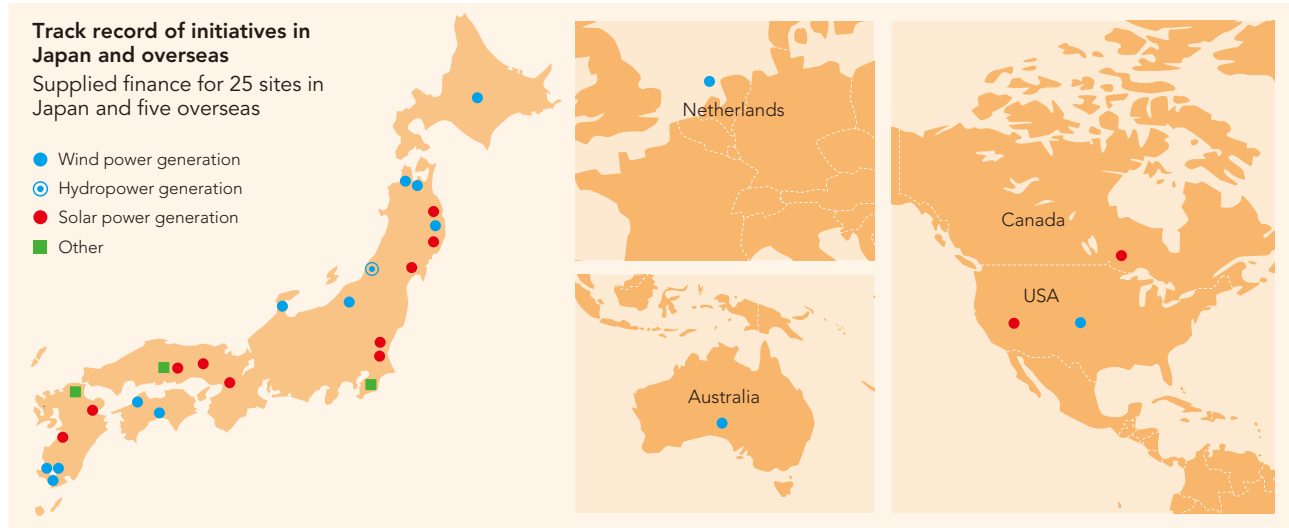 Track record of initiatives in
Japan and overseas
Supplied finance for 25 sites in
Japan and five overseas
Wind power generation
Hydropower generation
Solar power generation
Other
Netherlands
Australia
Canada
USA